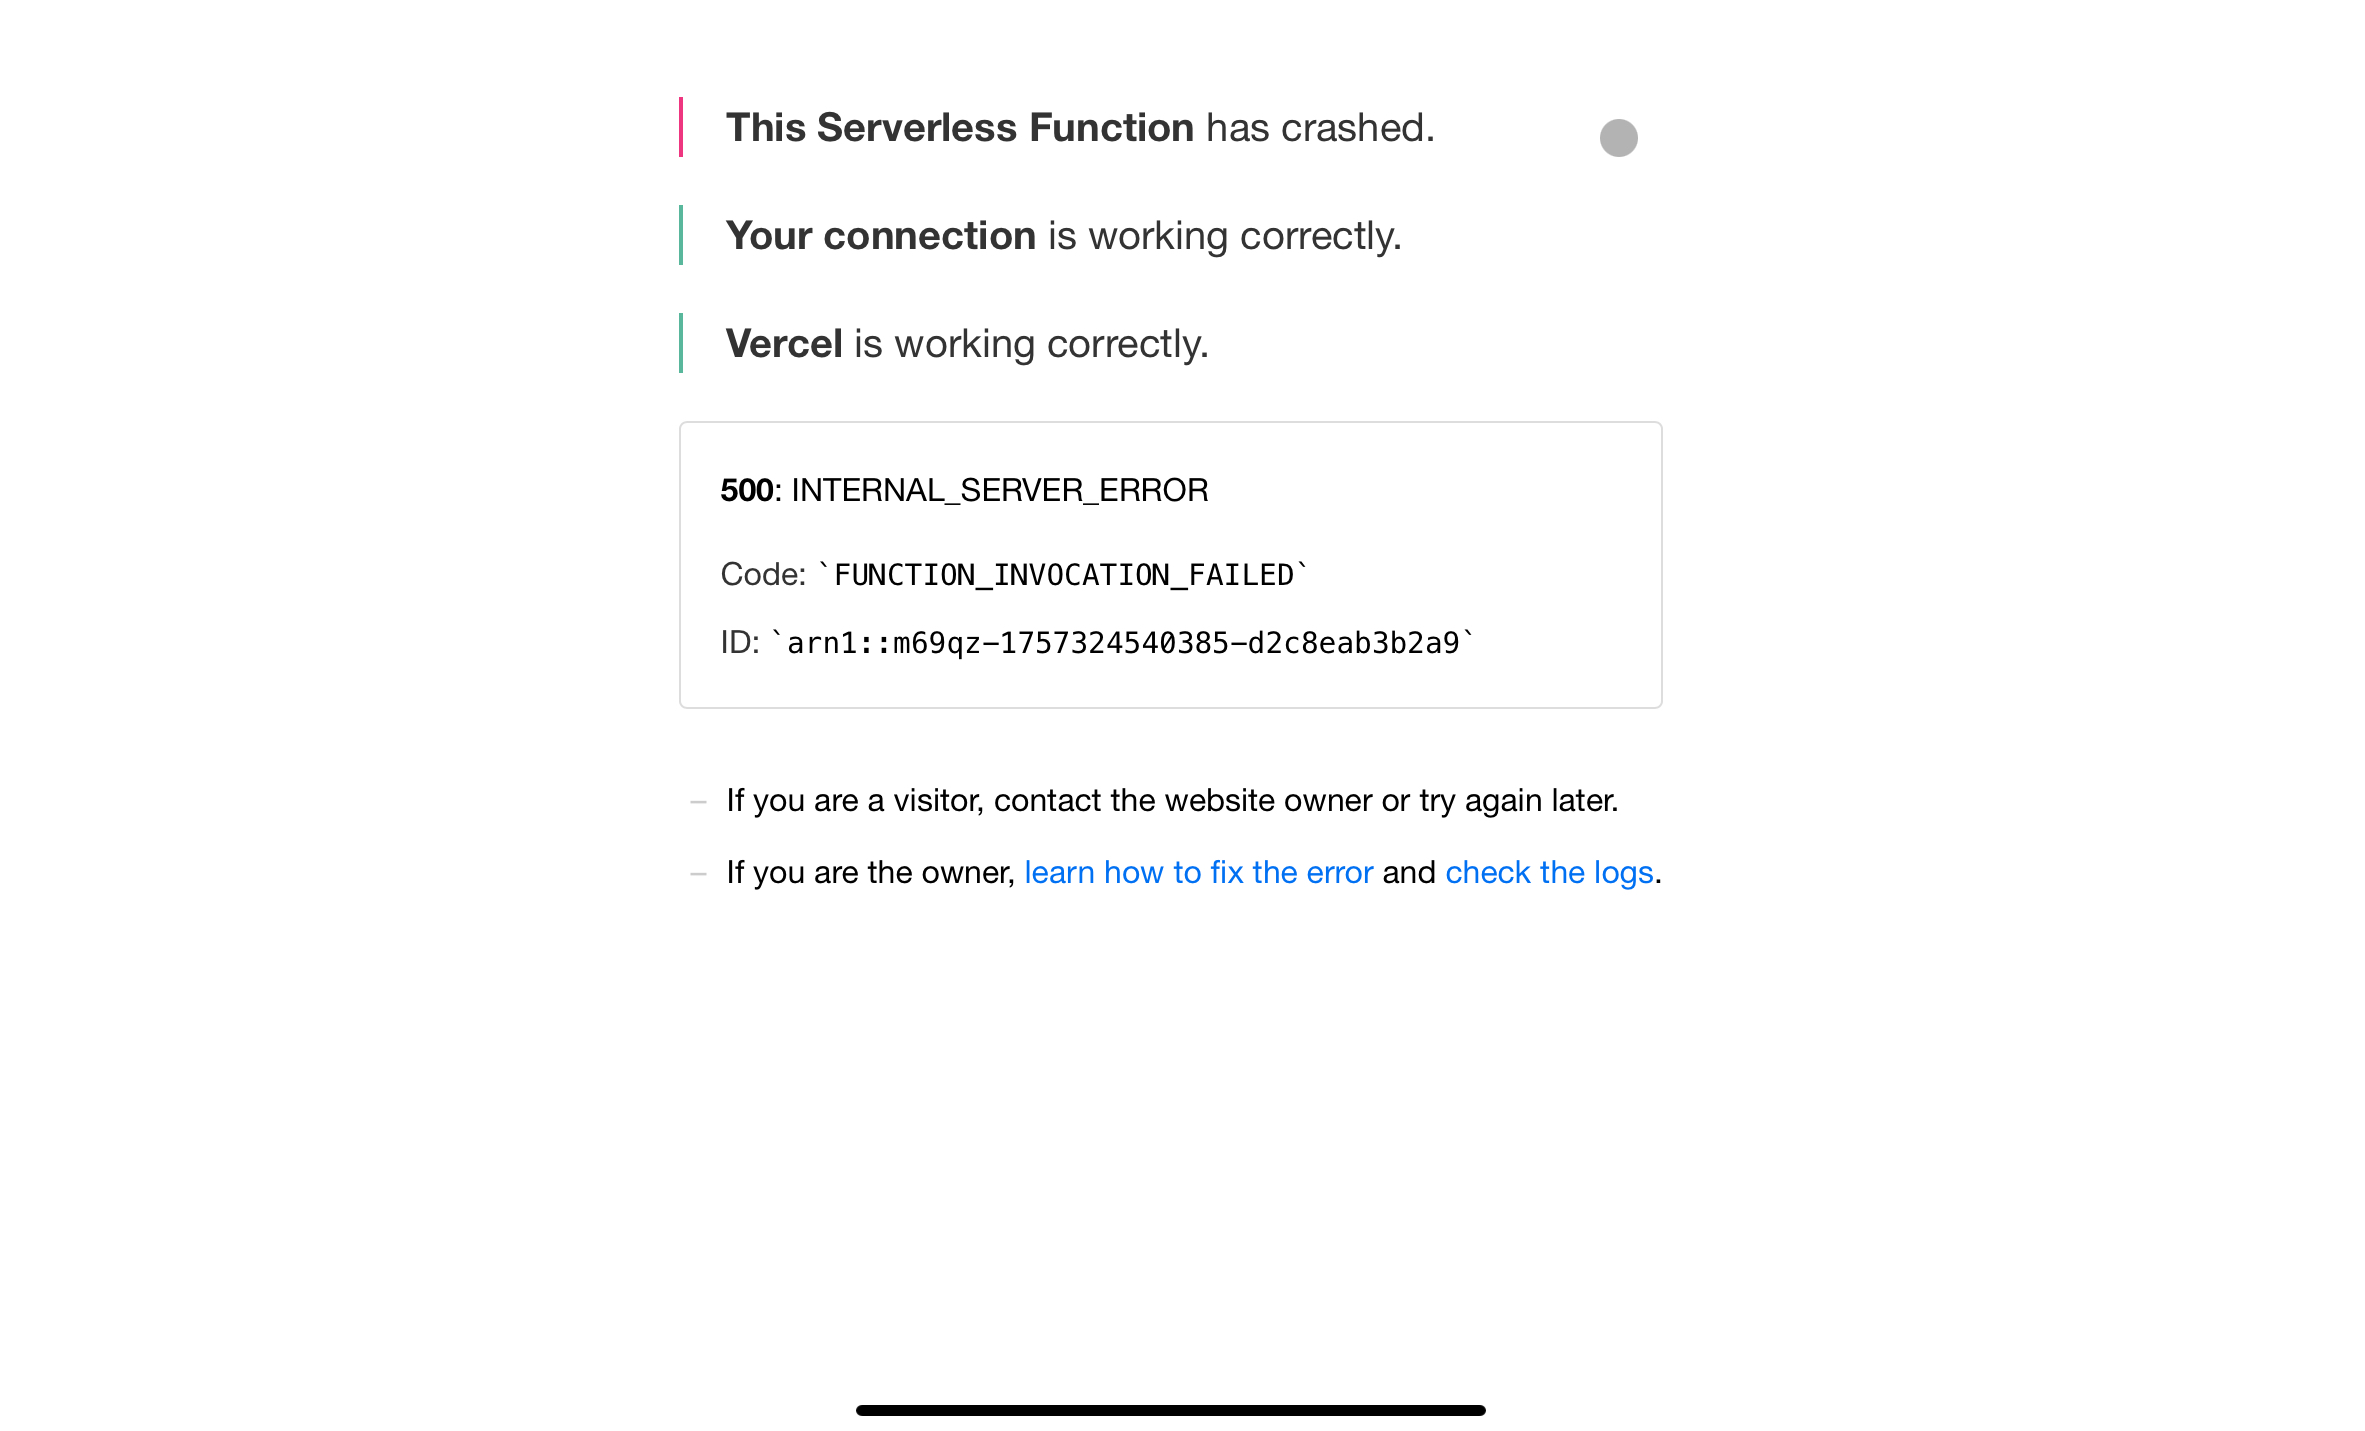 This Serverless Function has crashed.
Your connection is working correctly.
Vercel is working correctly.
500: INTERNAL_SERVER_ERROR
Code: `FUNCTION_INVOCATION_FAILED`
ID: `arn1::m69qz-1757324540385-d2c8eab3b2a9`
– If you are a visitor, contact the website owner or try again later.
– If you are the owner, learn how to fix the error and check the logs.